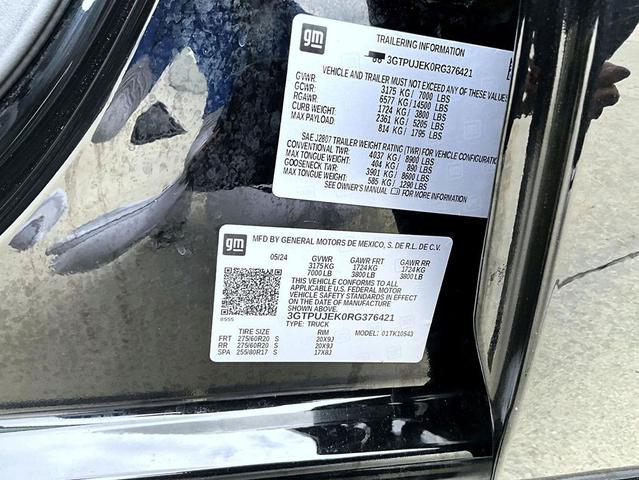 gm
TRAILERING INFORMATION
3GTPUJEK0RG376421
VEHICLE AND TRAILER MUST NOT EXCEED ANY OF THESE VALUES
GVWR: 3175 KG / 7000 LBS
GCWR: 6577 KG / 14500 LBS
RGAWR: 1724 KG / 3800 LBS
CURB WEIGHT: 2361 KG / 5205 LBS
MAX PAYLOAD: 814 KG / 1795 LBS
SAE J2807 TRAILER WEIGHT RATING (TWR) FOR VEHICLE CONFIGURATION
CONVENTIONAL TWR: 4037 KG / 8900 LBS
MAX TONGUE WEIGHT: 404 KG / 890 LBS
GOOSENECK TWR: 3901 KG / 8600 LBS
MAX TONGUE WEIGHT: 585 KG / 1290 LBS
SEE OWNER'S MANUAL FOR MORE INFORMATION
gm
MFD BY GENERAL MOTORS DE MEXICO, S. DE R.L. DE C.V.
05/24 GVWR GAWR FRT GAWR RR
3175KG 1724KG 1724KG
7000 LB 3800 LB 3800 LB
THIS VEHICLE CONFORMS TO ALL
APPLICABLE U.S. FEDERAL MOTOR
VEHICLE SAFETY STANDARDS IN EFFECT
ON THE DATE OF MANUFACTURE
SHOWN ABOVE.
3GTPUJEK0RG376421
TYPE: TRUCK MODEL: 01TK10543
TIRE SIZE RIM
FRT 275/60R20 S 20X9J
RR 275/60R20 S 20X9J
SPA 255/80R17 S 17X8J